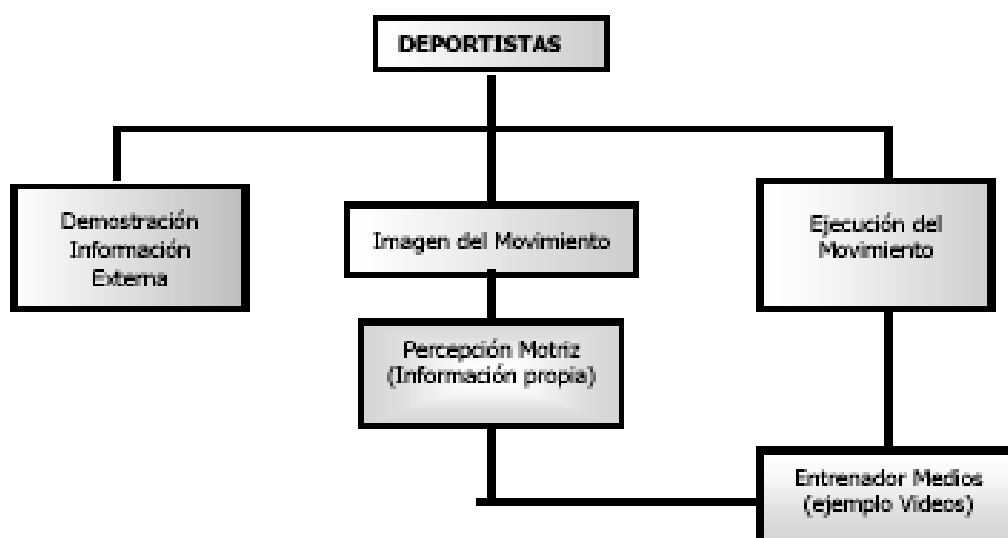 DEPORTISTAS
Demostración
Información
Externa
Imagen del Movimiento
Ejecución del
Movimiento
Percepción Motriz
(Información propia)
Entrenador Medios
(ejemplo Videos)